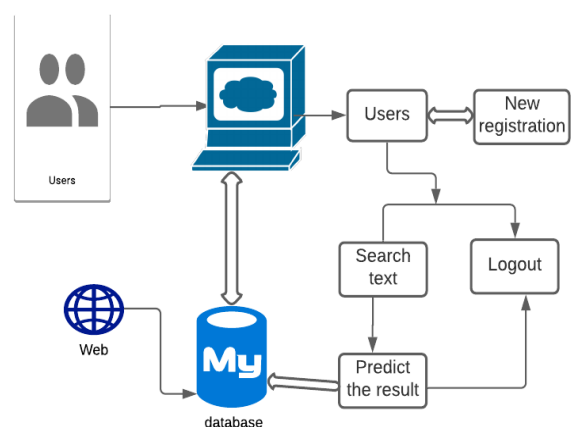 Users
Users
New
registration
Search
text
Logout
Web
My
database
Predict
the result